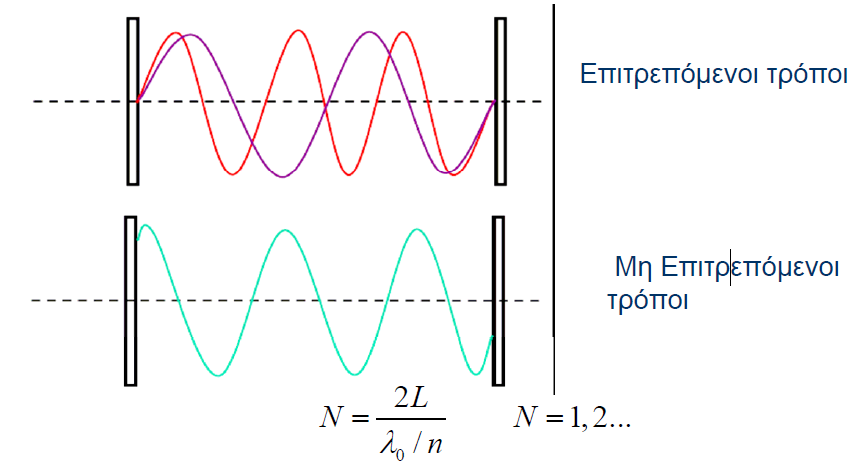 Επιτρεπόμενοι τρόποι
Μη Επιτρεπόμενοι
τρόποι
N = 2L / (λ₀ / n) N = 1, 2...